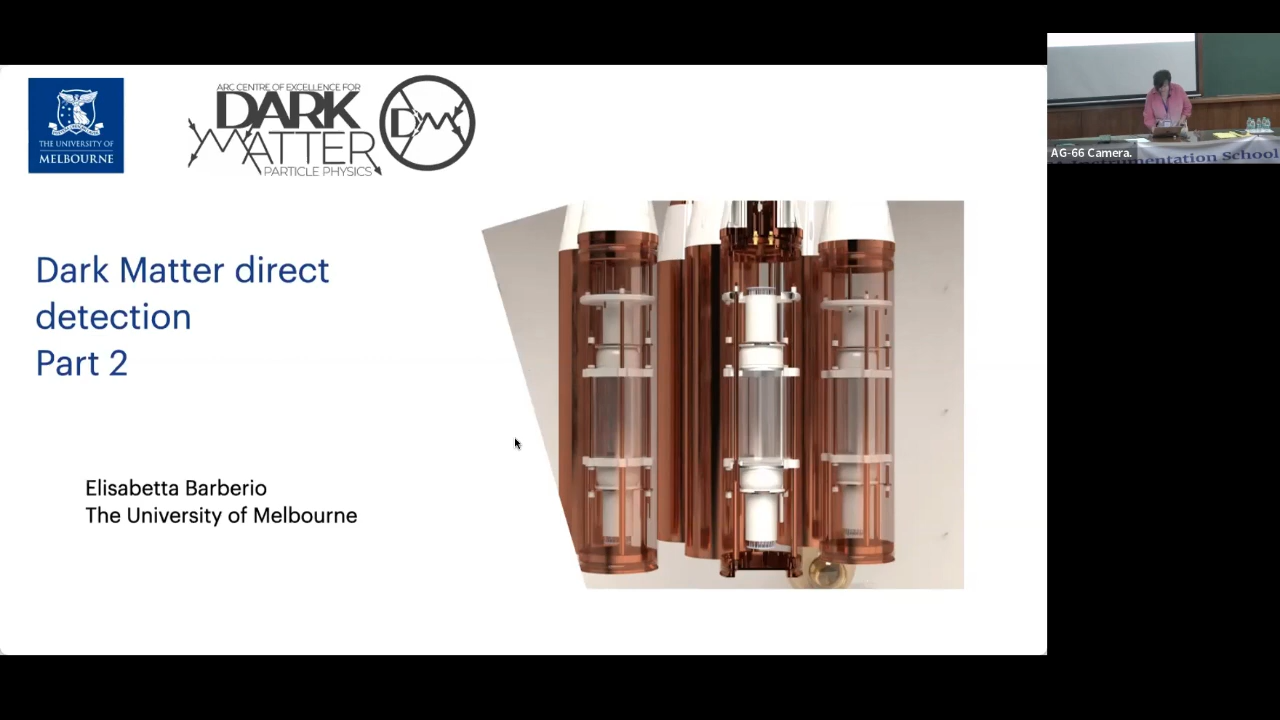 THE UNIVERSITY OF
MELBOURNE
ARC CENTRE OF EXCELLENCE FOR
DARK
MATTER
PARTICLE PHYSICS
DM
Dark Matter direct
detection
Part 2
Elisabetta Barberio
The University of Melbourne
AG-66 Camera.
Instrumentation School